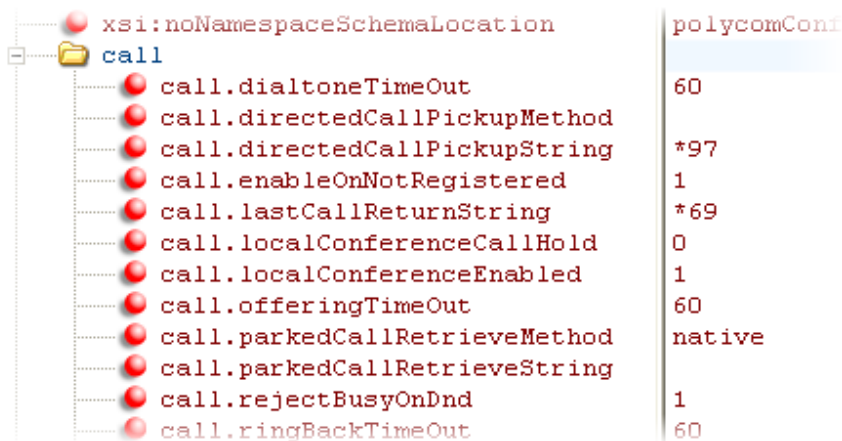 xsi:noNamespaceSchemaLocation polycomConf
call
call.dialtoneTimeOut 60
call.directedCallPickupMethod
call.directedCallPickupString *97
call.enableOnNotRegistered 1
call.lastCallReturnString *69
call.localConferenceCallHold 0
call.localConferenceEnabled 1
call.offeringTimeOut 60
call.parkedCallRetrieveMethod native
call.parkedCallRetrieveString
call.rejectBusyOnDnd 1
call.ringBackTimeOut 60